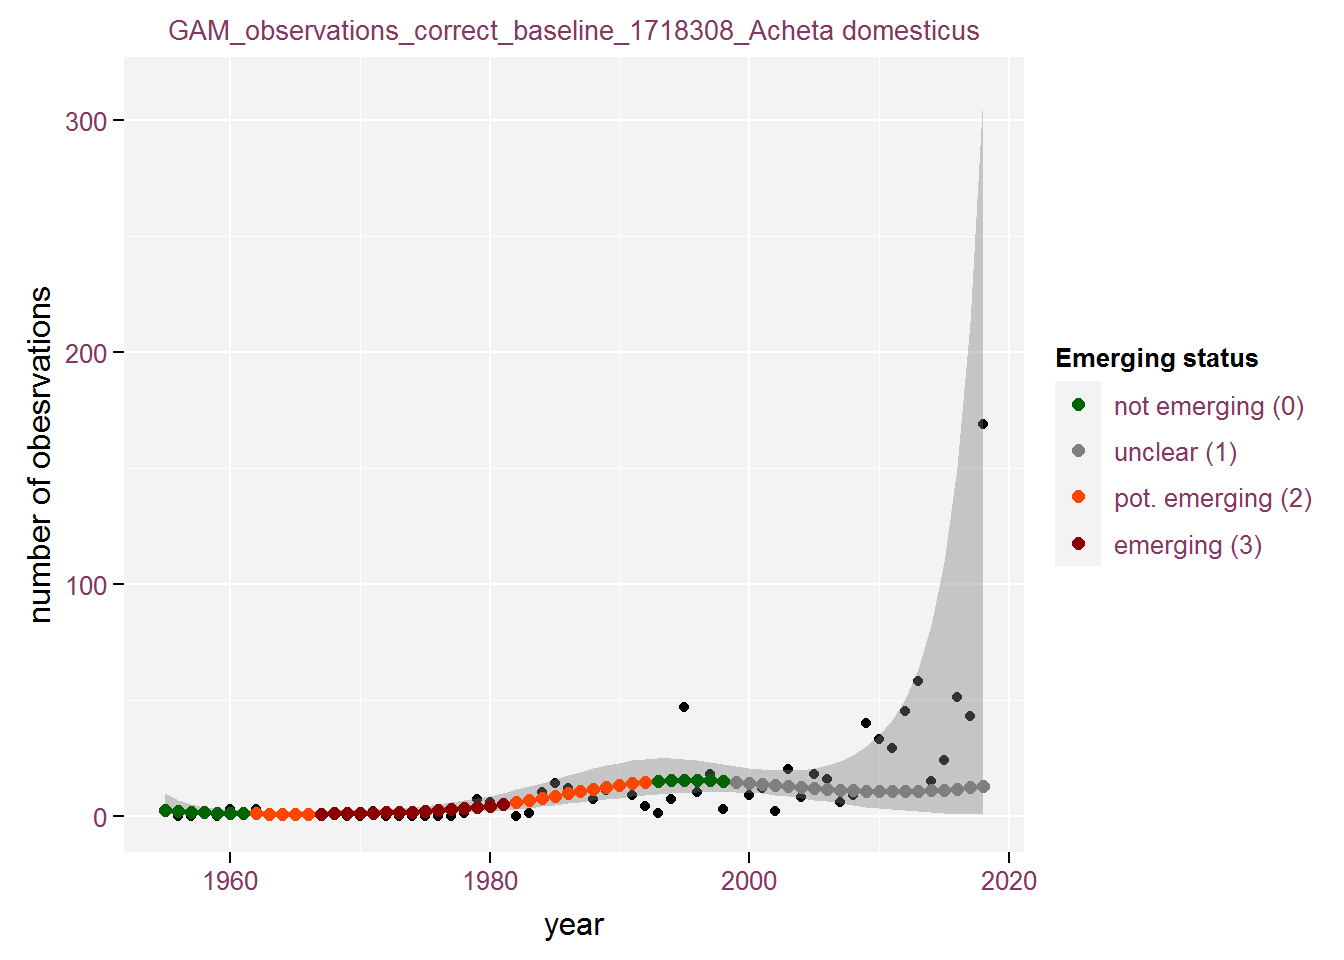 GAM_observations_correct_baseline_1718308_Acheta domesticus
300
200
100
0
number of obesrvations
1960
1980
2000
2020
year
Emerging status
not emerging (0)
unclear (1)
pot. emerging (2)
emerging (3)